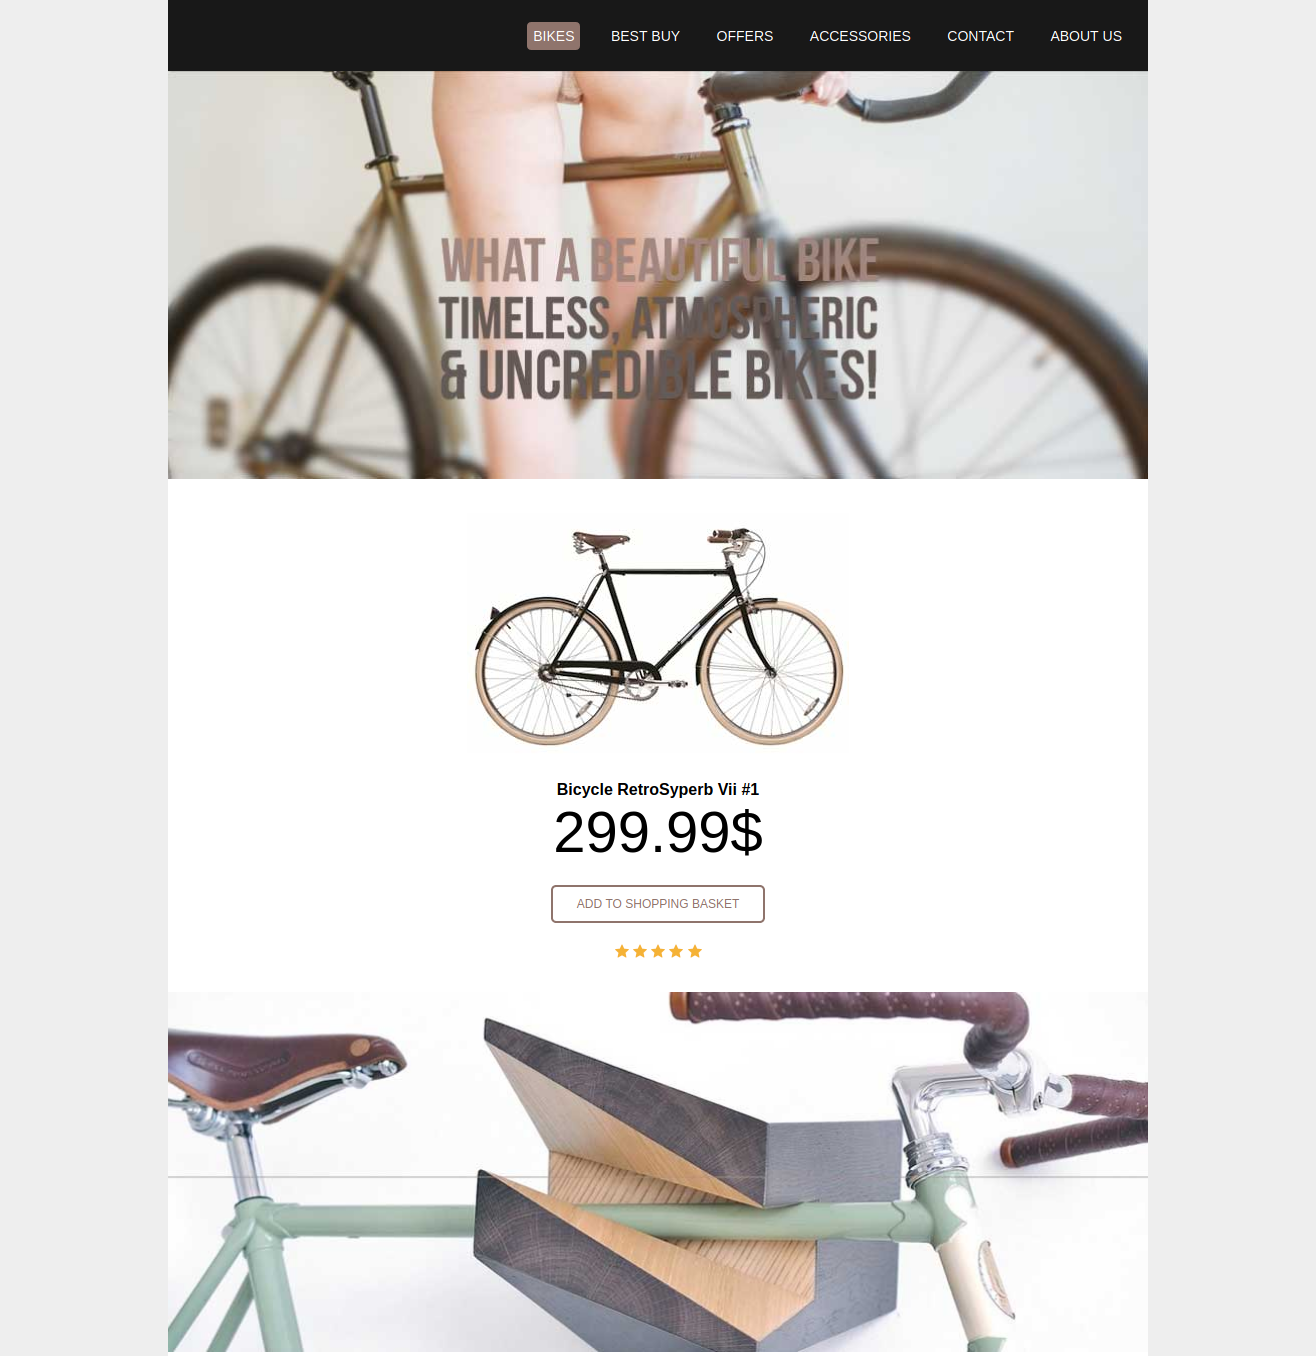 BIKES BEST BUY OFFERS ACCESSORIES CONTACT ABOUT US
WHAT A BEAUTIFUL BIKE
TIMELESS, ATMOSPHERIC
& UNCREDIBLE BIKES!
Bicycle RetroSyperb Vii #1
299.99$
ADD TO SHOPPING BASKET